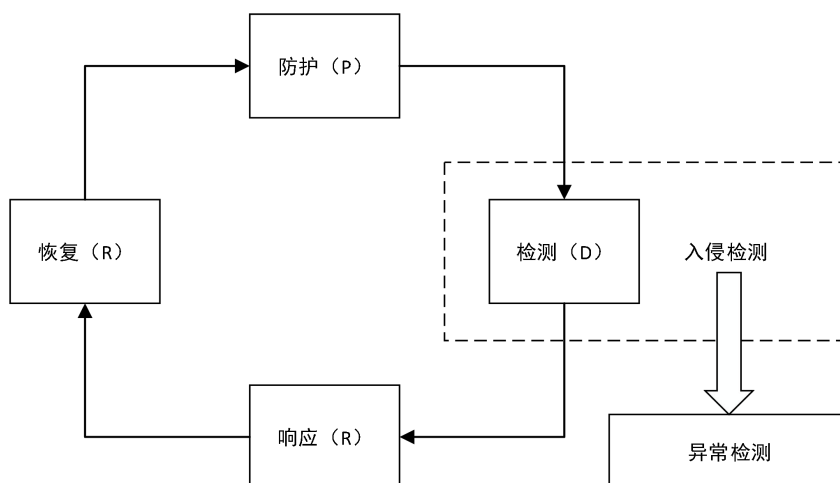 防护（P）
恢复（R）
检测（D）
入侵检测
响应（R）
异常检测